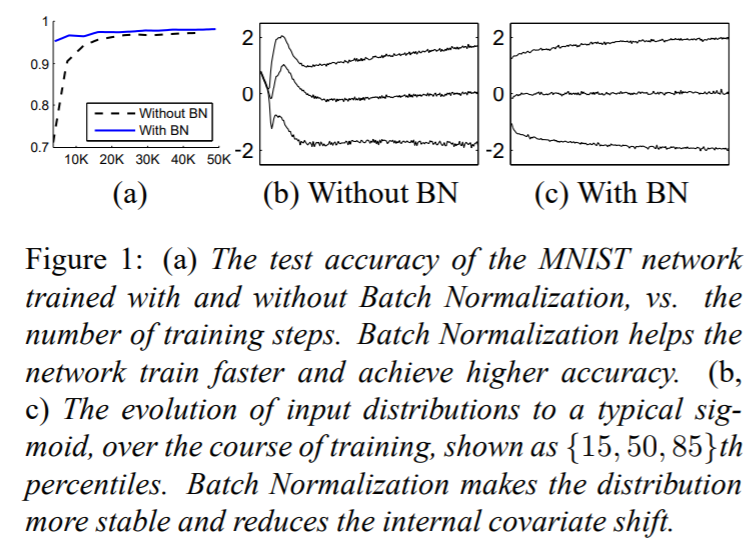 1
0.9
0.8
0.7
10K 20K 30K 40K 50K
Without BN
With BN
2
0
-2
2
0
-2
(a)
(b) Without BN
(c) With BN
Figure 1: (a) The test accuracy of the MNIST network
trained with and without Batch Normalization, vs. the
number of training steps. Batch Normalization helps the
network train faster and achieve higher accuracy. (b,
c) The evolution of input distributions to a typical sig-
moid, over the course of training, shown as {15, 50, 85}th
percentiles. Batch Normalization makes the distribution
more stable and reduces the internal covariate shift.